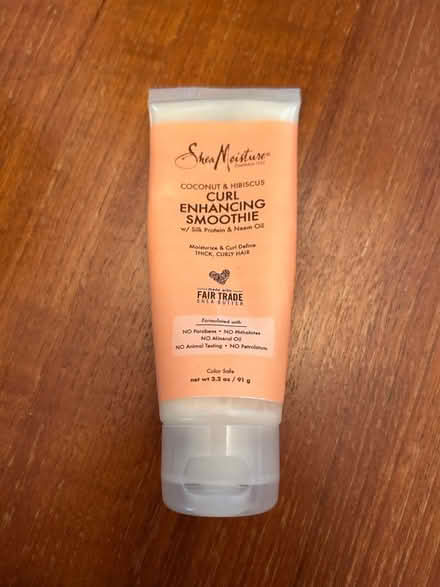 SheaMoisture®
COCONUT & HIBISCUS
CURL
ENHANCING
SMOOTHIE
w/ Silk Protein & Neem Oil
Moisturize & Curl Define
THICK, CURLY HAIR
made with
FAIR TRADE
SHEA BUTTER
Formulated with
NO Parabens • NO Phthalates
NO Mineral Oil
NO Animal Testing • NO Petrolatum
Color Safe
net wt 3.2 oz / 91 g